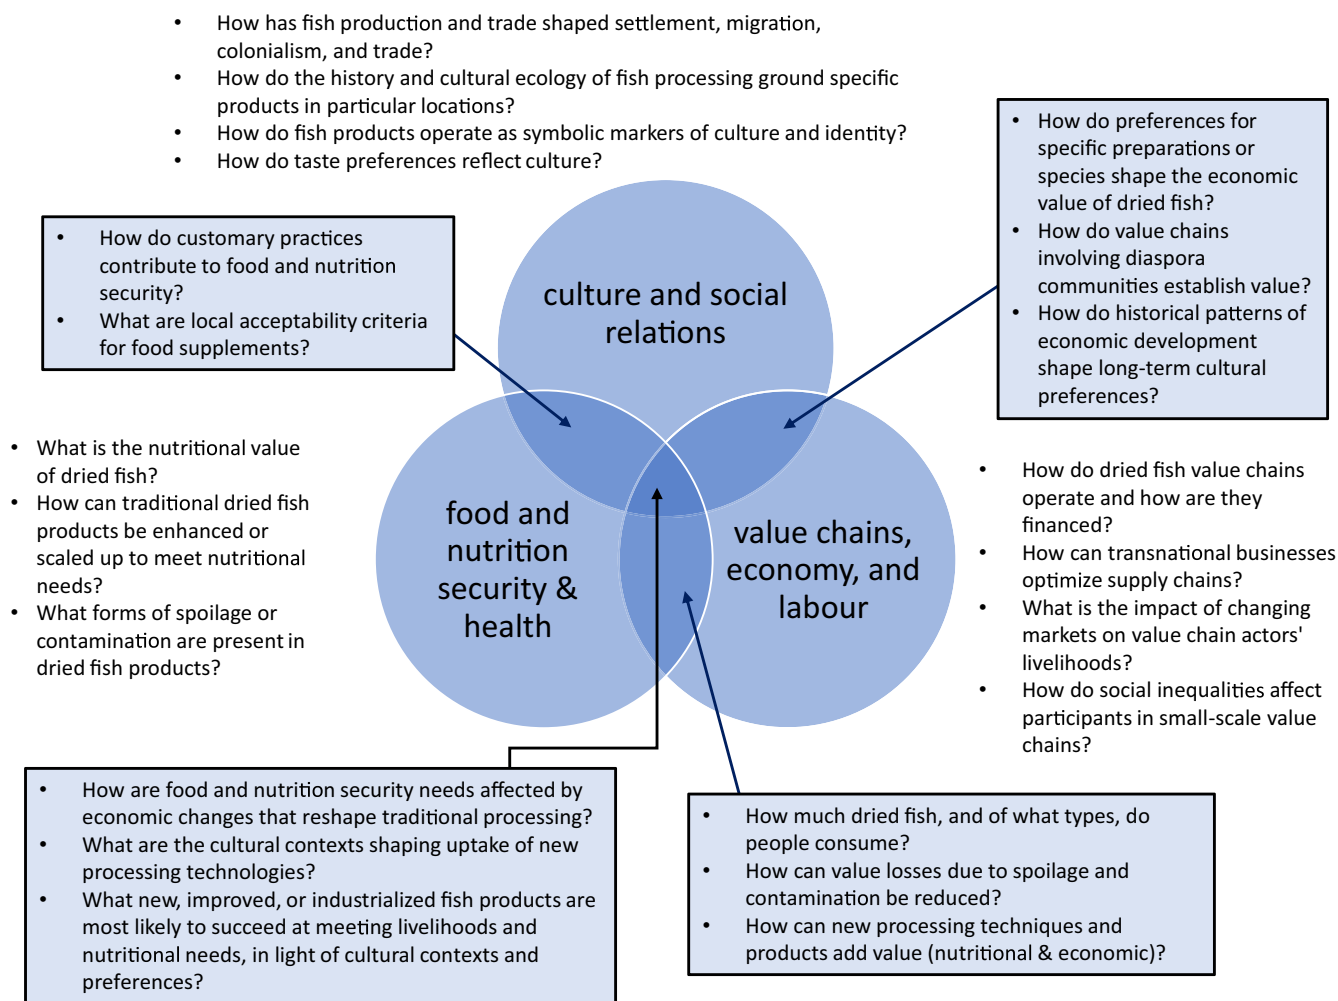 • How has fish production and trade shaped settlement, migration,
colonialism, and trade?
• How do the history and cultural ecology of fish processing ground specific
products in particular locations?
• How do fish products operate as symbolic markers of culture and identity?
• How do taste preferences reflect culture?
• How do customary practices
contribute to food and nutrition
security?
• What are local acceptability criteria
for food supplements?
• How do preferences for
specific preparations or
species shape the economic
value of dried fish?
• How do value chains
involving diaspora
communities establish value?
• How do historical patterns of
economic development
shape long-term cultural
preferences?
culture and social
relations
• What is the nutritional value
of dried fish?
• How can traditional dried fish
products be enhanced or
scaled up to meet nutritional
needs?
• What forms of spoilage or
contamination are present in
dried fish products?
food and
nutrition
security &
health
value chains,
economy, and
labour
• How do dried fish value chains
operate and how are they
financed?
• How can transnational businesses
optimize supply chains?
• What is the impact of changing
markets on value chain actors'
livelihoods?
• How do social inequalities affect
participants in small-scale value
chains?
• How are food and nutrition security needs affected by
economic changes that reshape traditional processing?
• What are the cultural contexts shaping uptake of new
processing technologies?
• What new, improved, or industrialized fish products are
most likely to succeed at meeting livelihoods and
nutritional needs, in light of cultural contexts and
preferences?
• How much dried fish, and of what types, do
people consume?
• How can value losses due to spoilage and
contamination be reduced?
• How can new processing techniques and
products add value (nutritional & economic)?